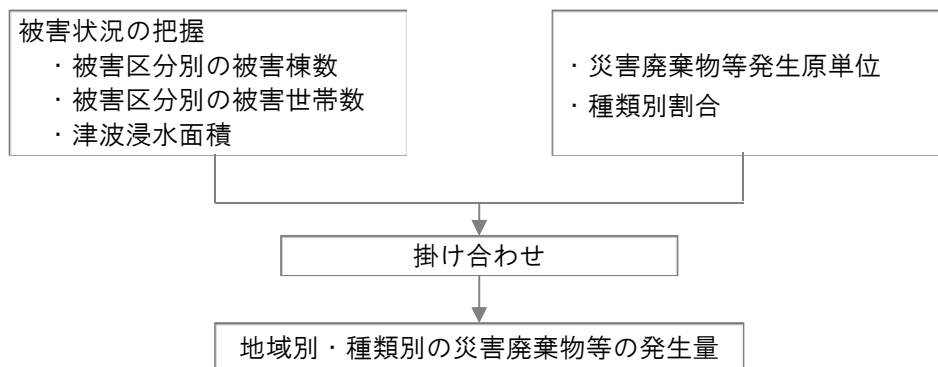 被害状況の把握
・被害区分別の被害棟数
・被害区分別の被害世帯数
・津波浸水面積
・災害廃棄物等発生原単位
・種類別割合
掛け合わせ
地域別・種類別の災害廃棄物等の発生量